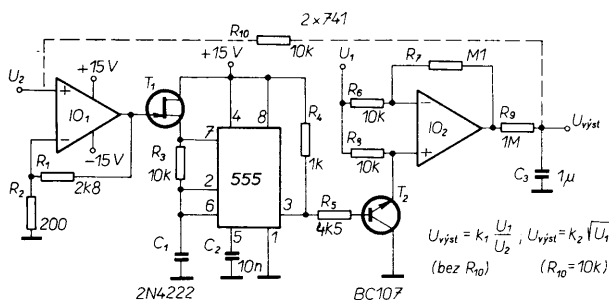 2×741
R10
10k
+15V
U2
+
−
IO1
+15V
−15V
T1
R1
2k8
R2
200
R3
10k
C1
7
2
6
4
8
555
3
5
1
C2
10n
R4
1k
R5
4k5
T2
U1
R6
10k
R7
M1
R8
10k
−
+
IO2
R9
1M
Uvýst
C3
1μ
Uvýst = k1 U1/U2 , Uvýst = k2 √U1
(bez R10) (R10=10k)
2N4222
BC107